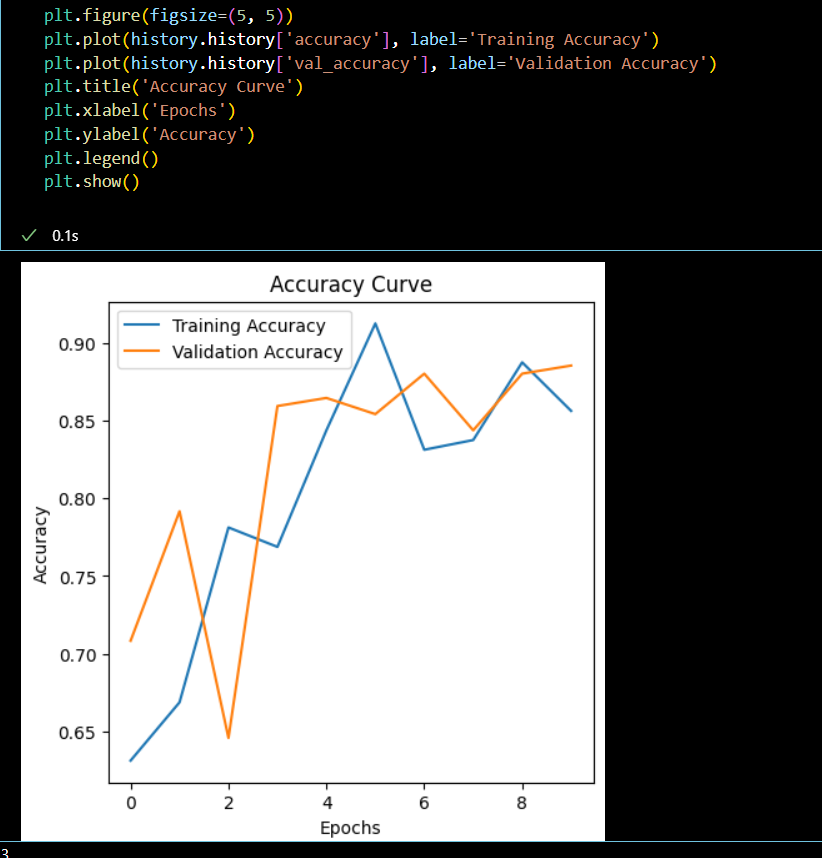 plt.figure(figsize=(5, 5))
plt.plot(history.history['accuracy'], label='Training Accuracy')
plt.plot(history.history['val_accuracy'], label='Validation Accuracy')
plt.title('Accuracy Curve')
plt.xlabel('Epochs')
plt.ylabel('Accuracy')
plt.legend()
plt.show()
0.1s
Accuracy Curve
Training Accuracy
Validation Accuracy
0.90
0.85
0.80
0.75
0.70
0.65
Accuracy
0 2 4 6 8
Epochs
3